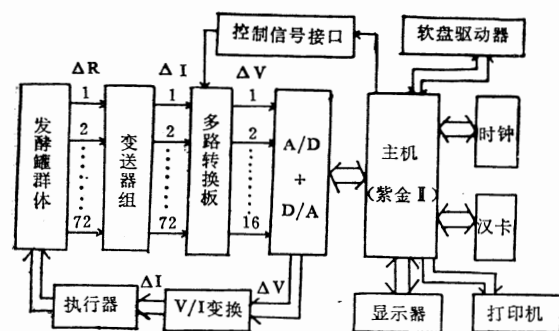 控制信号接口
软盘驱动器
ΔR
ΔI
ΔV
发酵罐群体
1
2
72
变送器组
1
2
72
多路转换板
1
2
16
A/D
+
D/A
主机
(紫金Ⅱ)
时钟
汉卡
执行器
ΔI
V/I变换
ΔV
显示器
打印机